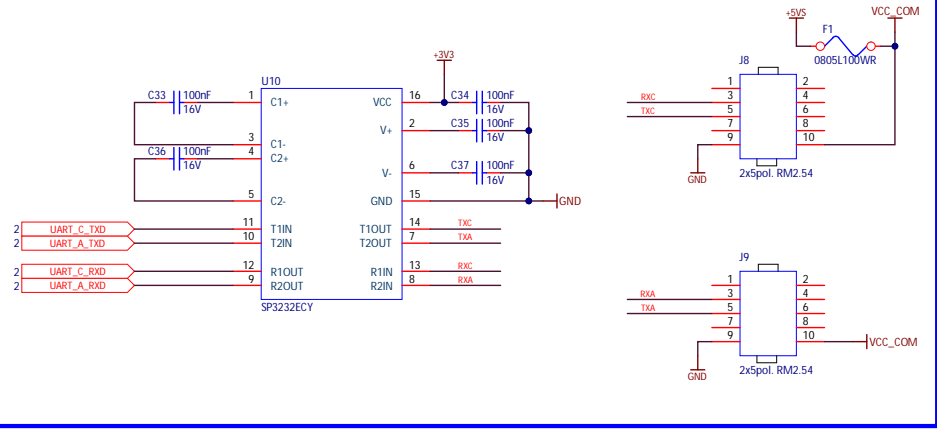 +5VS
VCC_COM
F1
0805L100WR
+3V3
J8
U10
C33 100nF 1 C1+ VCC 16 C34 100nF
16V 16V
1 2
RXC 3 4
TXC 5 6
7 8
9 10
GND
2x5pol. RM2.54
2 V+ C35 100nF
16V
3 C1-
C36 100nF 4 C2+
16V
6 V- C37 100nF
16V
5 C2- GND 15 GND
2 UART_C_TXD 11 T1IN T1OUT 14 TXC
2 UART_A_TXD 10 T2IN T2OUT 7 TXA
2 UART_C_RXD 12 R1OUT R1IN 13 RXC
2 UART_A_RXD 9 R2OUT R2IN 8 RXA
SP3232ECY
J9
1 2
RXA 3 4
TXA 5 6
7 8
9 10 VCC_COM
GND
2x5pol. RM2.54